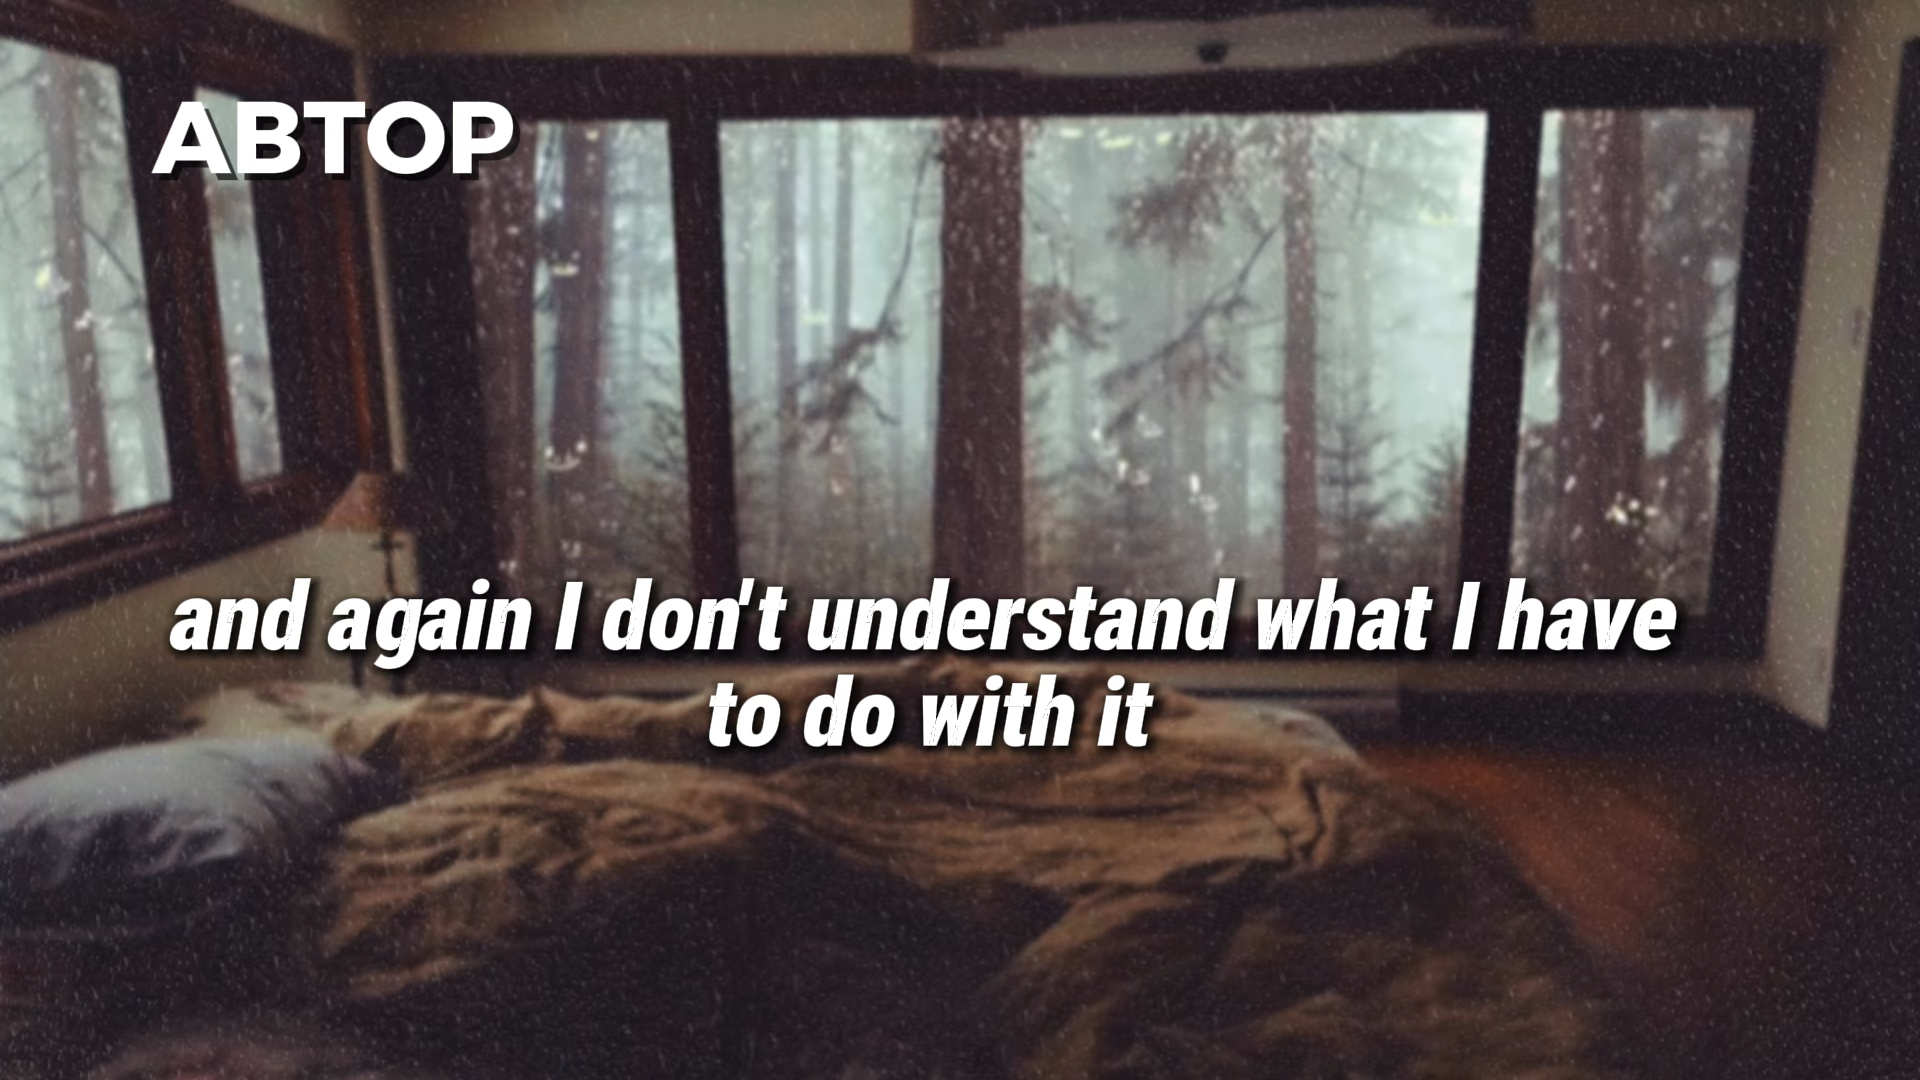 АВТОР
and again I don't understand what I have
to do with it